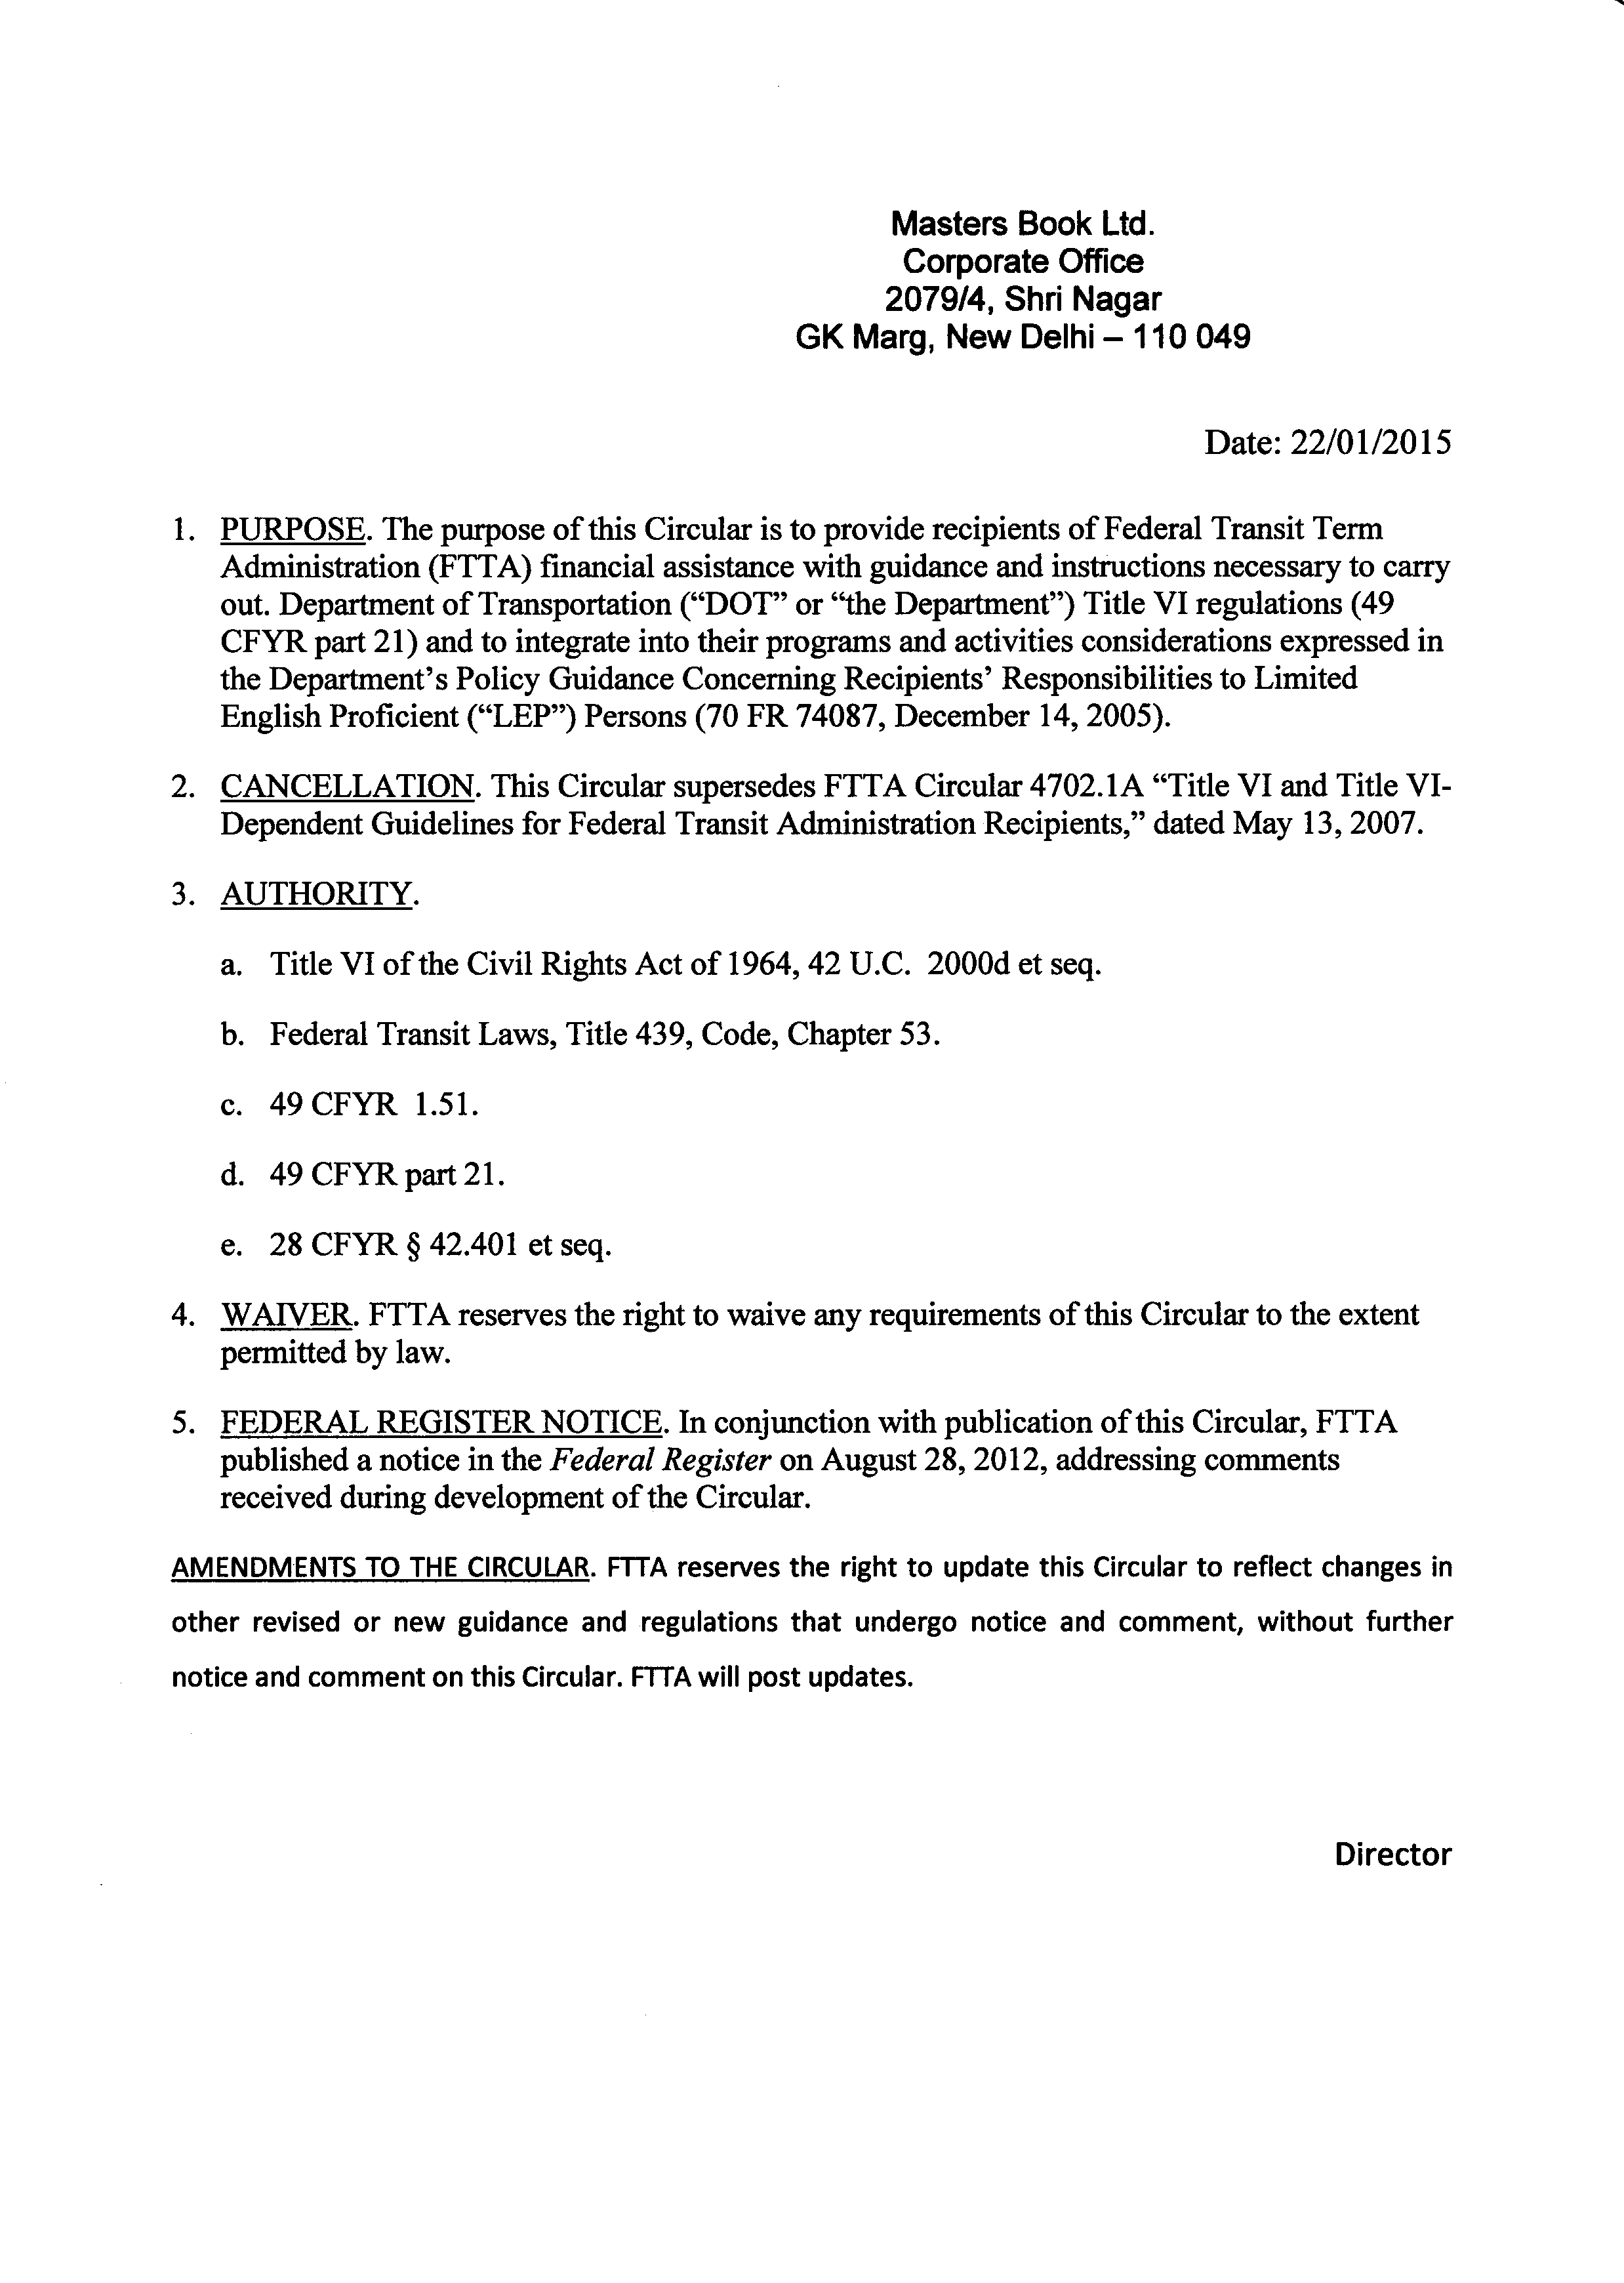 Masters Book Ltd.
Corporate Office
2079/4, Shri Nagar
GK Marg, New Delhi – 110 049
Date: 22/01/2015
1. PURPOSE. The purpose of this Circular is to provide recipients of Federal Transit Term
Administration (FTTA) financial assistance with guidance and instructions necessary to carry
out. Department of Transportation (“DOT” or “the Department”) Title VI regulations (49
CFYR part 21) and to integrate into their programs and activities considerations expressed in
the Department’s Policy Guidance Concerning Recipients’ Responsibilities to Limited
English Proficient (“LEP”) Persons (70 FR 74087, December 14, 2005).
2. CANCELLATION. This Circular supersedes FTTA Circular 4702.1A “Title VI and Title VI-
Dependent Guidelines for Federal Transit Administration Recipients,” dated May 13, 2007.
3. AUTHORITY.
a. Title VI of the Civil Rights Act of 1964, 42 U.C. 2000d et seq.
b. Federal Transit Laws, Title 439, Code, Chapter 53.
c. 49 CFYR 1.51.
d. 49 CFYR part 21.
e. 28 CFYR § 42.401 et seq.
4. WAIVER. FTTA reserves the right to waive any requirements of this Circular to the extent
permitted by law.
5. FEDERAL REGISTER NOTICE. In conjunction with publication of this Circular, FTTA
published a notice in the Federal Register on August 28, 2012, addressing comments
received during development of the Circular.
AMENDMENTS TO THE CIRCULAR. FTTA reserves the right to update this Circular to reflect changes in
other revised or new guidance and regulations that undergo notice and comment, without further
notice and comment on this Circular. FTTA will post updates.
Director